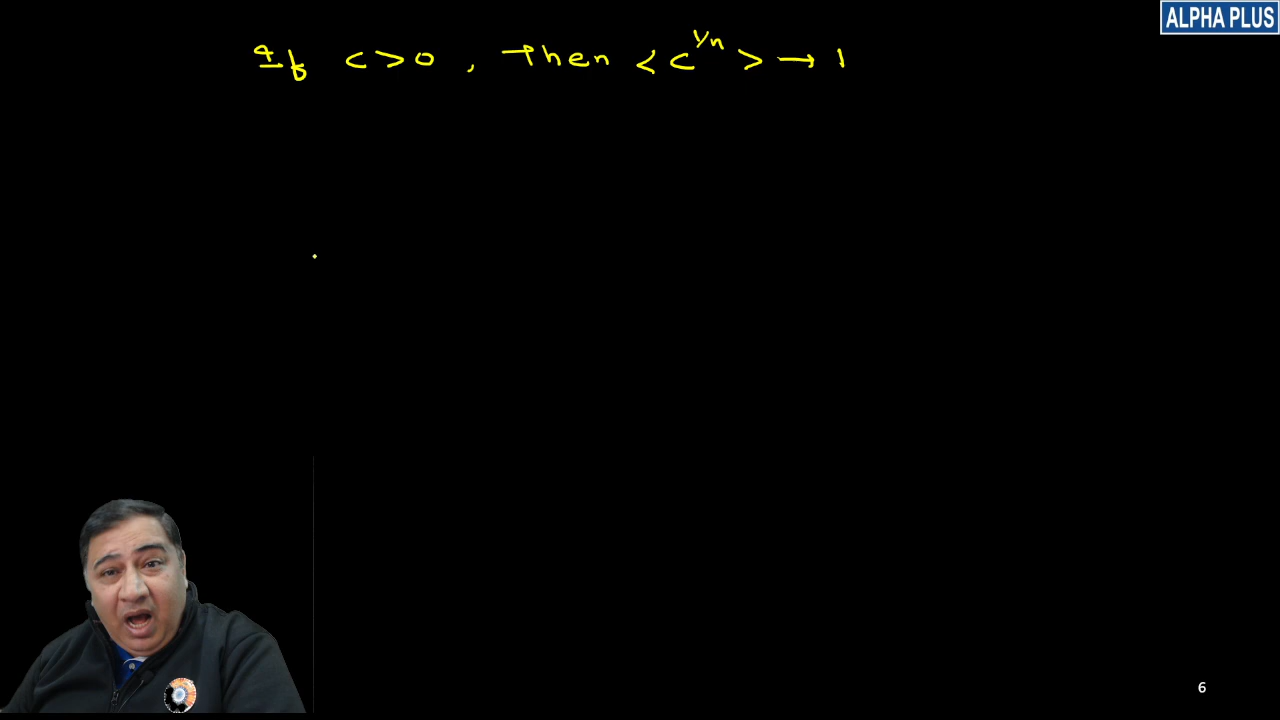 ALPHA PLUS
If c > 0 , Then < c^1/n > → 1
6